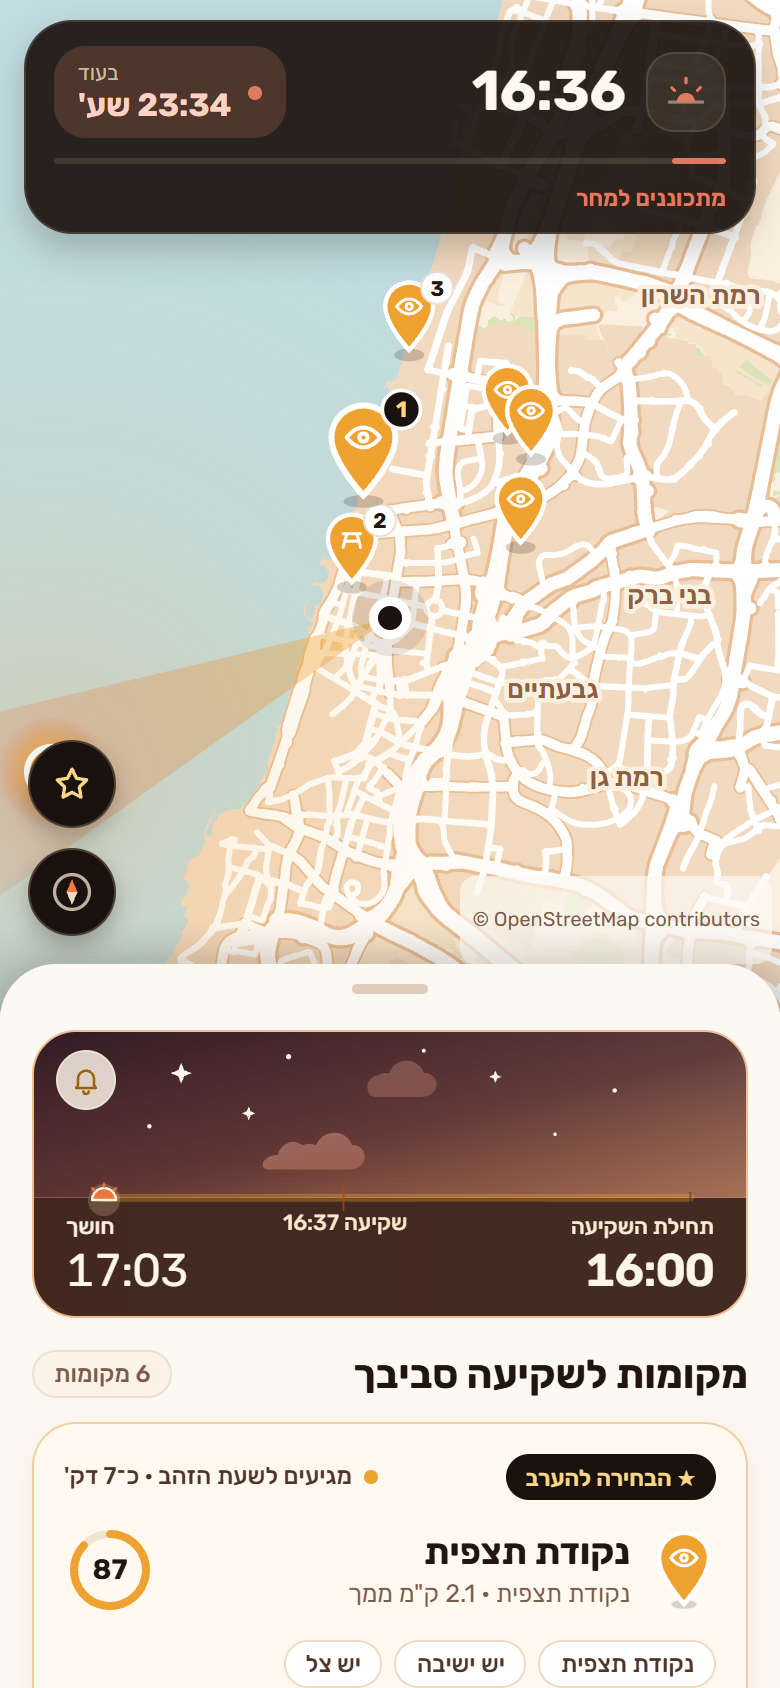 16:36
בעוד
23:34 שע'
מתכוננים למחר
3
רמת השרון
1
2
בני ברק
גבעתיים
רמת גן
© OpenStreetMap contributors
תחילת השקיעה
16:00
שקיעה 16:37
חושך
17:03
מקומות לשקיעה סביבך
6 מקומות
★ הבחירה להערב
מגיעים לשעת הזהב • כ־7 דק'
נקודת תצפית
נקודת תצפית • 2.1 ק"מ ממך
87
נקודת תצפית
יש ישיבה
יש צל